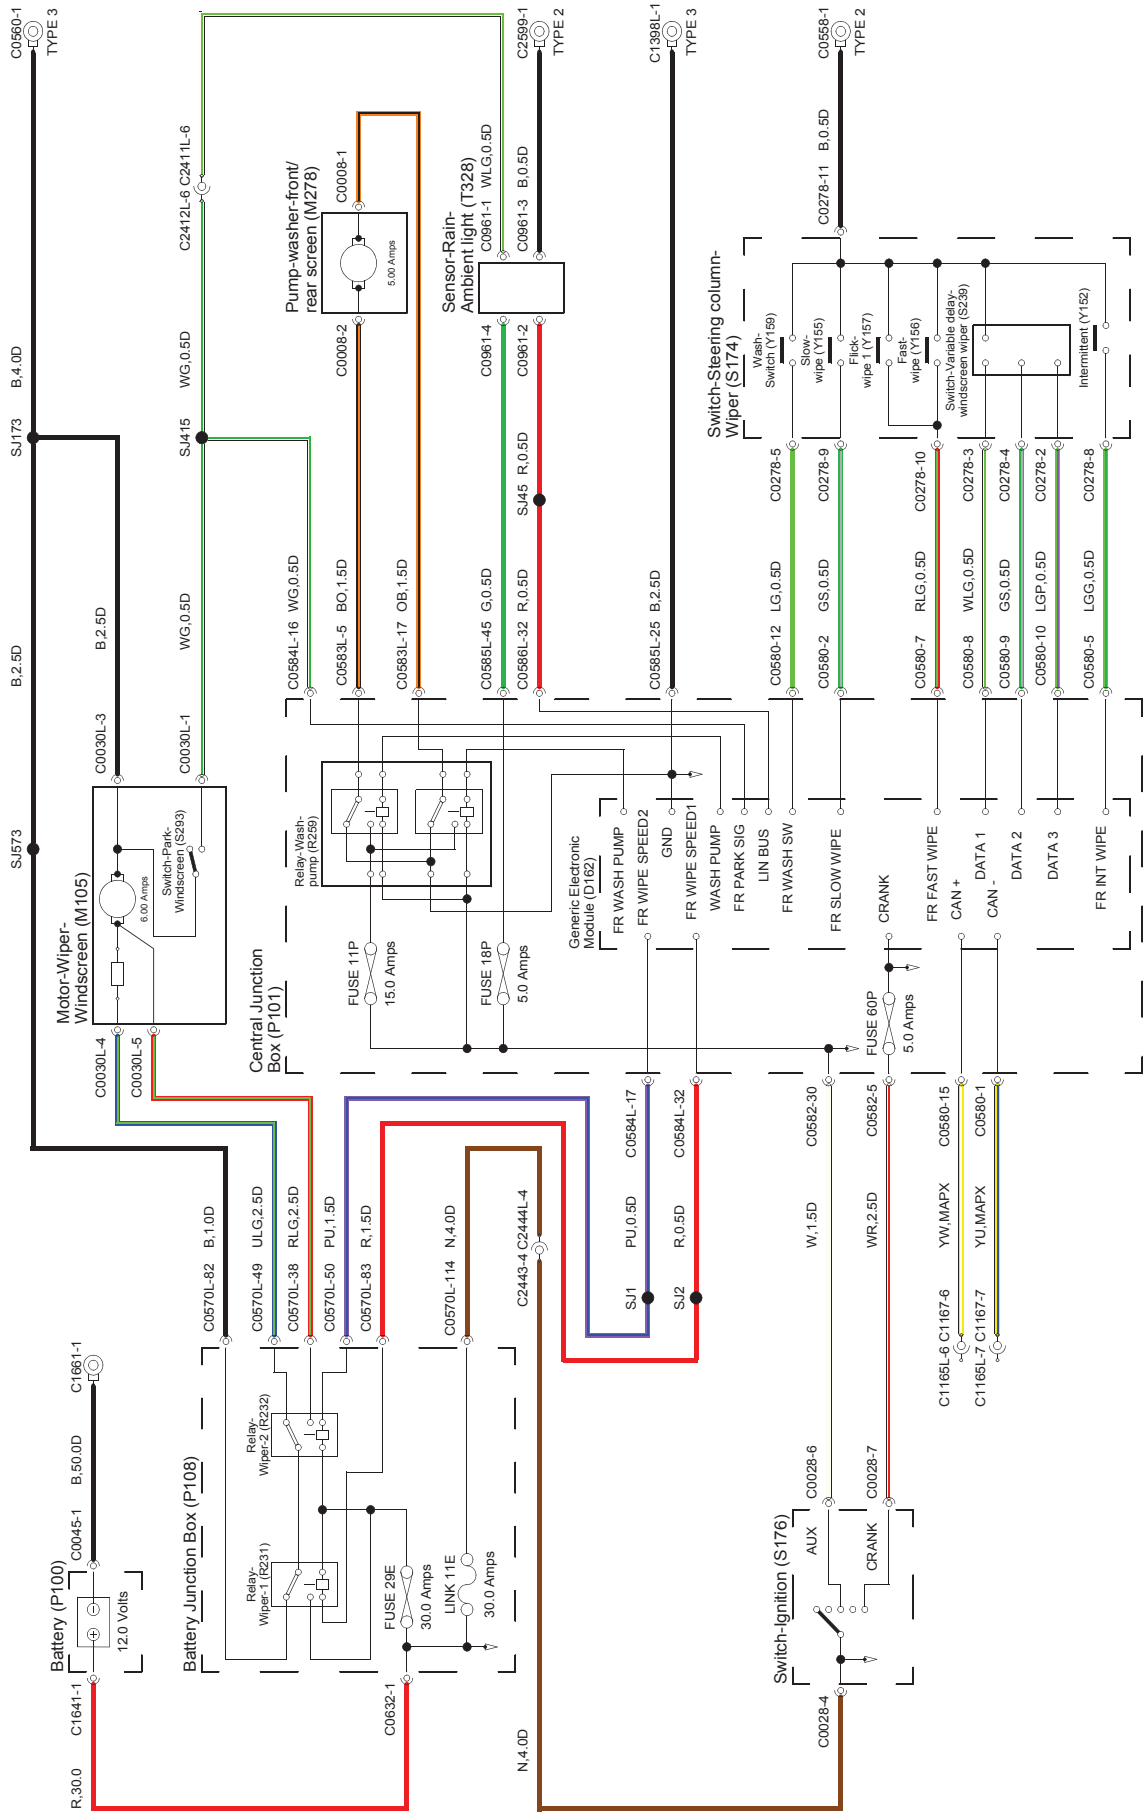 C0560-1
TYPE 3
B,4.0D
SJ173
B,2.5D
B,2.5D
SJ573
C0030L-3
C2411L-6
C2412L-6
WG,0.5D
SJ415
WG,0.5D
C0030L-1
Motor-Wiper-
Windscreen (M105)
6.00 Amps
Switch-Park-
Windscreen (S293)
C0030L-4
C0030L-5
Pump-washer-front/
rear screen (M278)
C0008-1
5.00 Amps
C0008-2
Sensor-Rain-
Ambient light (T328)
C2599-1
TYPE 2
B,0.5D
C0961-3
WLG,0.5D
C0961-1
C0961-4
C0961-2
R,0.5D
SJ45
C1398L-1
TYPE 3
C0558-1
TYPE 2
B,0.5D
C0278-11
Switch-Steering column-
Wiper (S174)
Wash-
Switch (Y159)
Slow-
wipe (Y155)
Flick-
wipe 1 (Y157)
Fast-
wipe (Y156)
Switch-Variable delay-
windscreen wiper (S239)
Intermittent (Y152)
C0278-5
C0278-9
C0278-10
C0278-3
C0278-4
C0278-2
C0278-8
C0584L-16 WG,0.5D
C0583L-5 BO,1.5D
C0583L-17 OB,1.5D
C0585L-45 G,0.5D
C0586L-32 R,0.5D
C0585L-25 B,2.5D
C0580-12 LG,0.5D
C0580-2 GS,0.5D
C0580-7 RLG,0.5D
C0580-8 WLG,0.5D
C0580-9 GS,0.5D
C0580-10 LGP,0.5D
C0580-5 LGG,0.5D
Central Junction
Box (P101)
Relay-Wash-
pump (R259)
FUSE 11P
15.0 Amps
FUSE 18P
5.0 Amps
Generic Electronic
Module (D162)
FR WASH PUMP
FR WIPE SPEED2
GND
FR WIPE SPEED1
WASH PUMP
FR PARK SIG
LIN BUS
FR WASH SW
FR SLOW WIPE
CRANK
FR FAST WIPE
CAN +
DATA 1
CAN -
DATA 2
DATA 3
FR INT WIPE
FUSE 60P
5.0 Amps
C0584L-17
PU,0.5D
SJ1
C0584L-32
R,0.5D
SJ2
C0582-30
W,1.5D
C0582-5
WR,2.5D
C0580-15
YW,MAPX
C0580-1
YU,MAPX
C1165L-6 C1167-6
C1165L-7 C1167-7
C0570L-82 B,1.0D
C0570L-49 ULG,2.5D
C0570L-38 RLG,2.5D
C0570L-50 PU,1.5D
C0570L-83 R,1.5D
C0570L-114 N,4.0D
C2443-4 C2444L-4
Battery Junction Box (P108)
Relay-
Wiper-2 (R232)
Relay-
Wiper-1 (R231)
FUSE 29E
30.0 Amps
LINK 11E
30.0 Amps
C0632-1
C1661-1
B,50.0D
C0045-1
Battery (P100)
12.0 Volts
C1641-1
R,30.0
N,4.0D
Switch-Ignition (S176)
AUX
CRANK
C0028-6
C0028-7
C0028-4